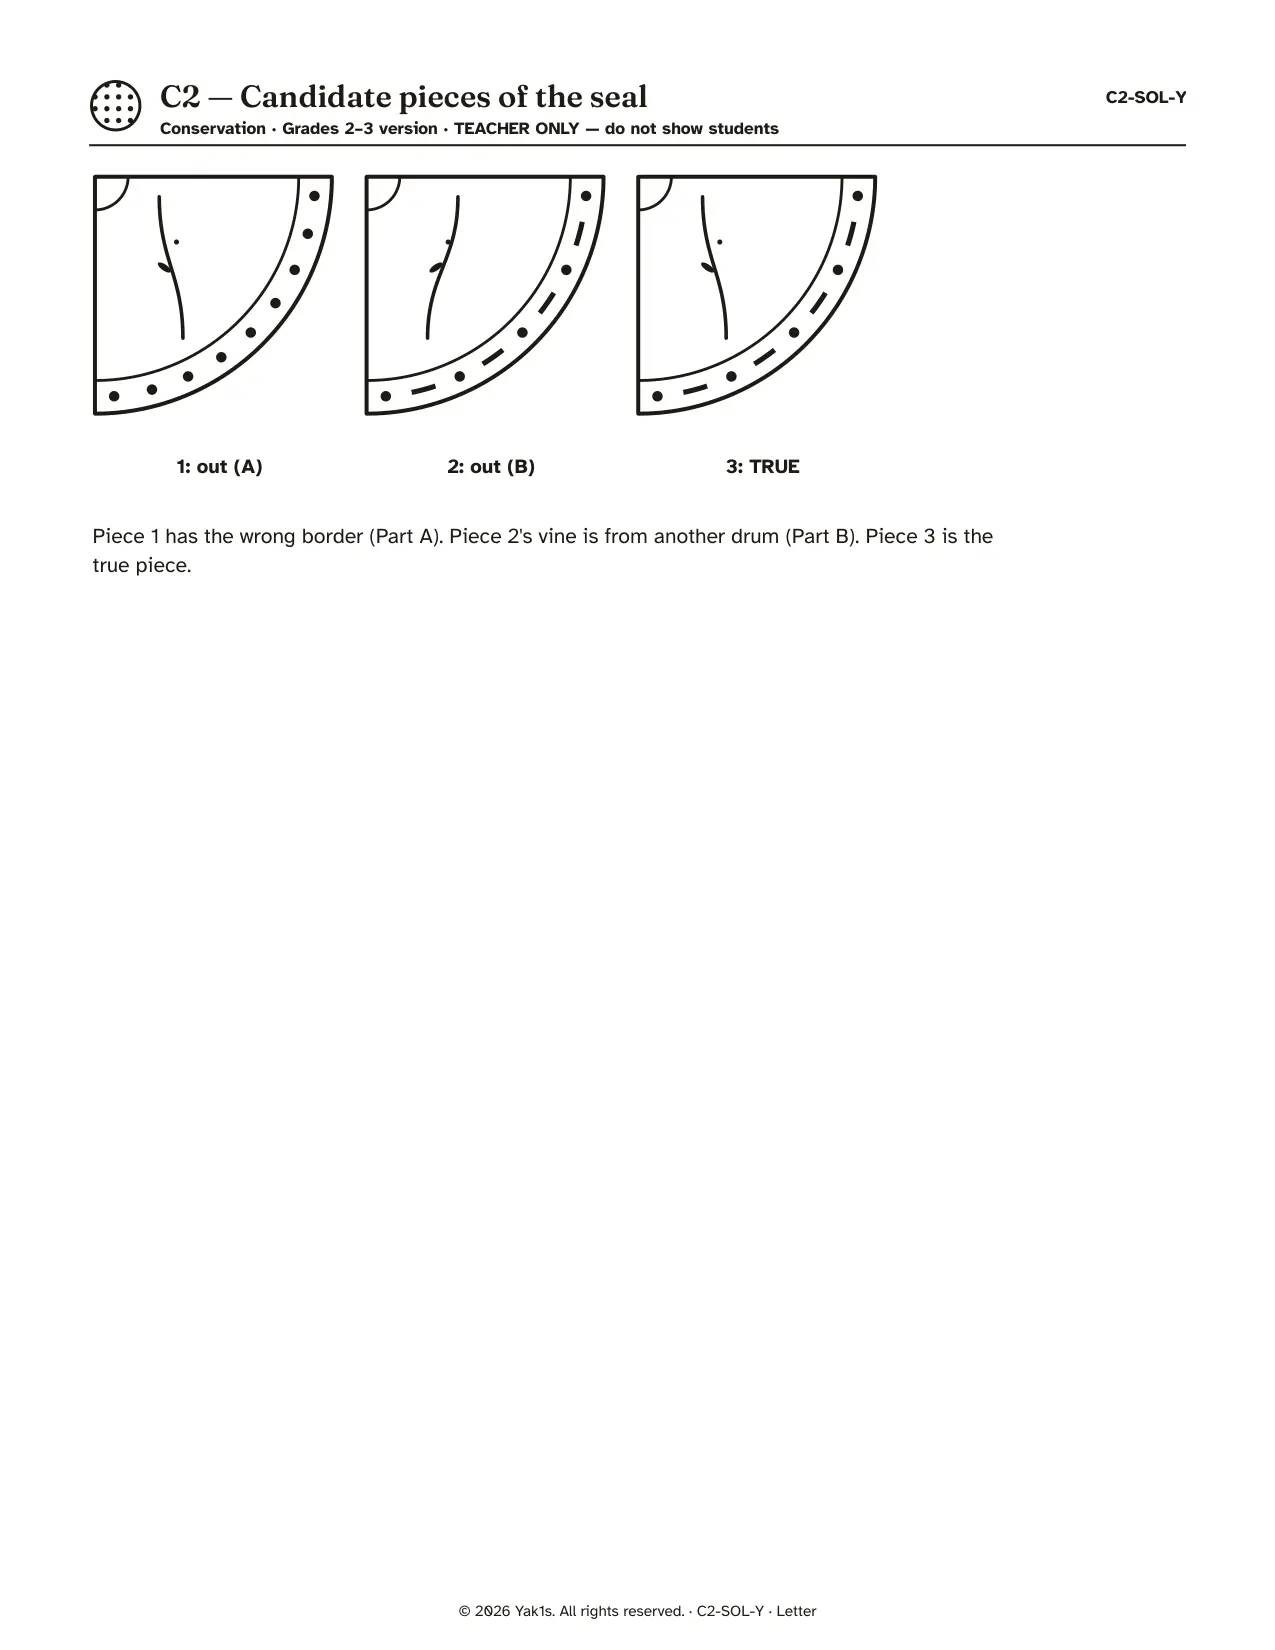 C2 — Candidate pieces of the seal
C2-SOL-Y
Conservation · Grades 2–3 version · TEACHER ONLY — do not show students
1: out (A)
2: out (B)
3: TRUE
Piece 1 has the wrong border (Part A). Piece 2's vine is from another drum (Part B). Piece 3 is the
true piece.
© 2026 Yak1s. All rights reserved. · C2-SOL-Y · Letter